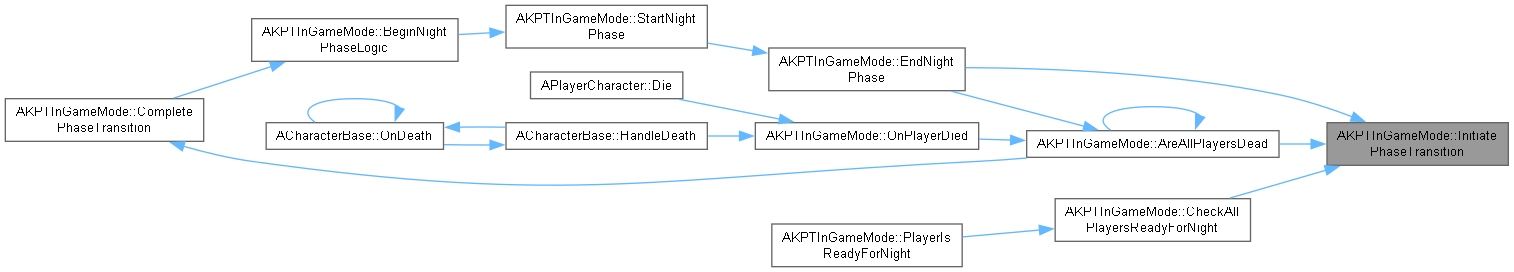 AKPTInGameMode::StartNight
Phase
AKPTInGameMode::BeginNight
PhaseLogic
AKPTInGameMode::EndNight
Phase
APlayerCharacter::Die
AKPTInGameMode::Complete
PhaseTransition
ACharacterBase::OnDeath
ACharacterBase::HandleDeath
AKPTInGameMode::OnPlayerDied
AKPTInGameMode::AreAllPlayersDead
AKPTInGameMode::Initiate
PhaseTransition
AKPTInGameMode::CheckAll
PlayersReadyForNight
AKPTInGameMode::PlayerIs
ReadyForNight